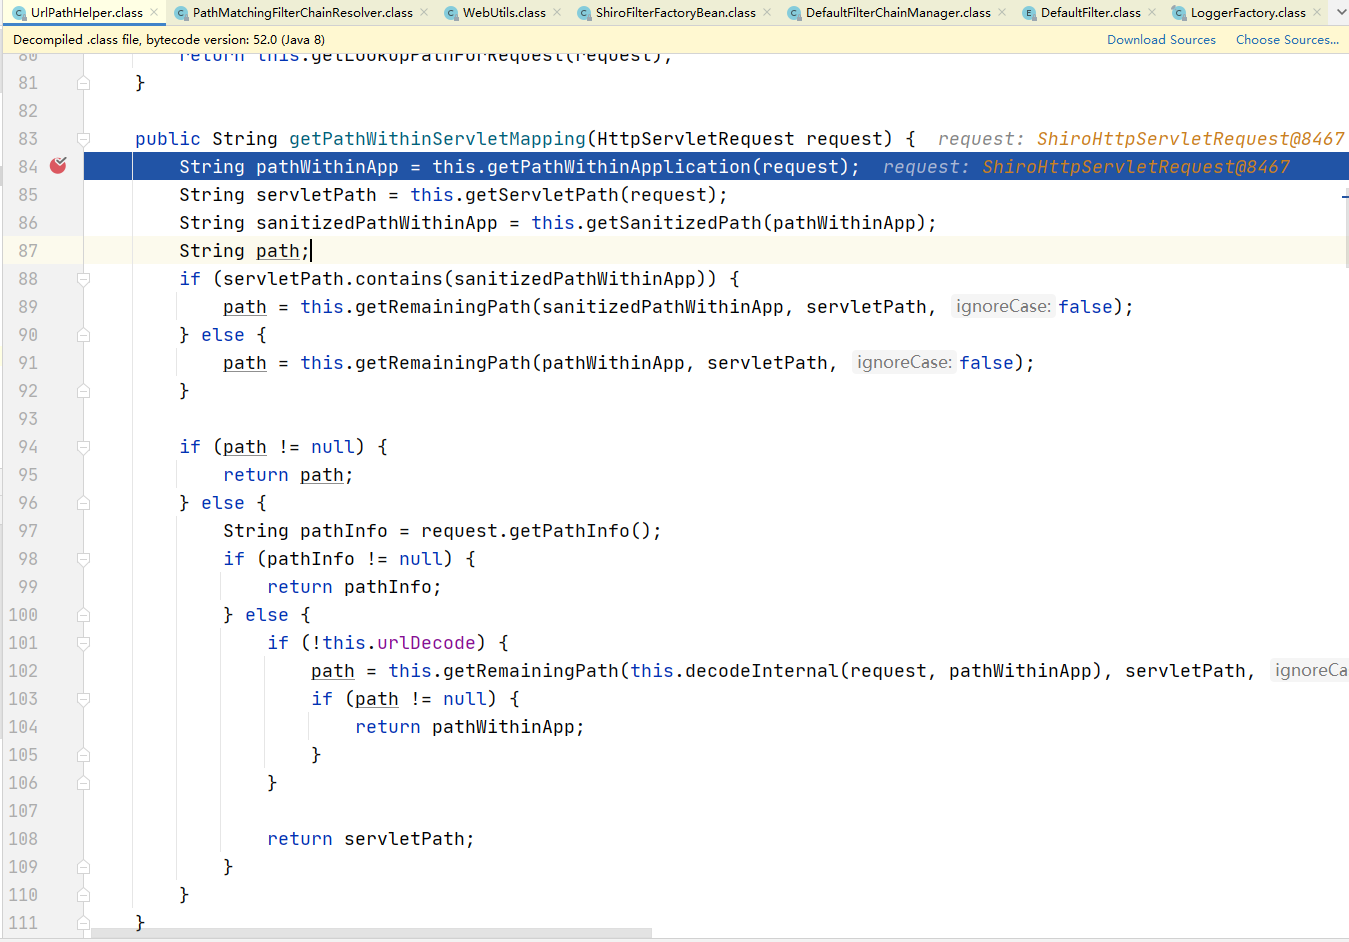 UrlPathHelper.class PathMatchingFilterChainResolver.class WebUtils.class ShiroFilterFactoryBean.class DefaultFilterChainManager.class DefaultFilter.class LoggerFactory.class
Decompiled .class file, bytecode version: 52.0 (Java 8) Download Sources Choose Sources...
80 return this.getLookupPathForRequest(request);
81 }
82
83 public String getPathWithinServletMapping(HttpServletRequest request) { request: ShiroHttpServletRequest@8467
84 String pathWithinApp = this.getPathWithinApplication(request); request: ShiroHttpServletRequest@8467
85 String servletPath = this.getServletPath(request);
86 String sanitizedPathWithinApp = this.getSanitizedPath(pathWithinApp);
87 String path;
88 if (servletPath.contains(sanitizedPathWithinApp)) {
89 path = this.getRemainingPath(sanitizedPathWithinApp, servletPath, ignoreCase: false);
90 } else {
91 path = this.getRemainingPath(pathWithinApp, servletPath, ignoreCase: false);
92 }
93
94 if (path != null) {
95 return path;
96 } else {
97 String pathInfo = request.getPathInfo();
98 if (pathInfo != null) {
99 return pathInfo;
100 } else {
101 if (!this.urlDecode) {
102 path = this.getRemainingPath(this.decodeInternal(request, pathWithinApp), servletPath, ignoreCa
103 if (path != null) {
104 return pathWithinApp;
105 }
106 }
107
108 return servletPath;
109 }
110 }
111 }